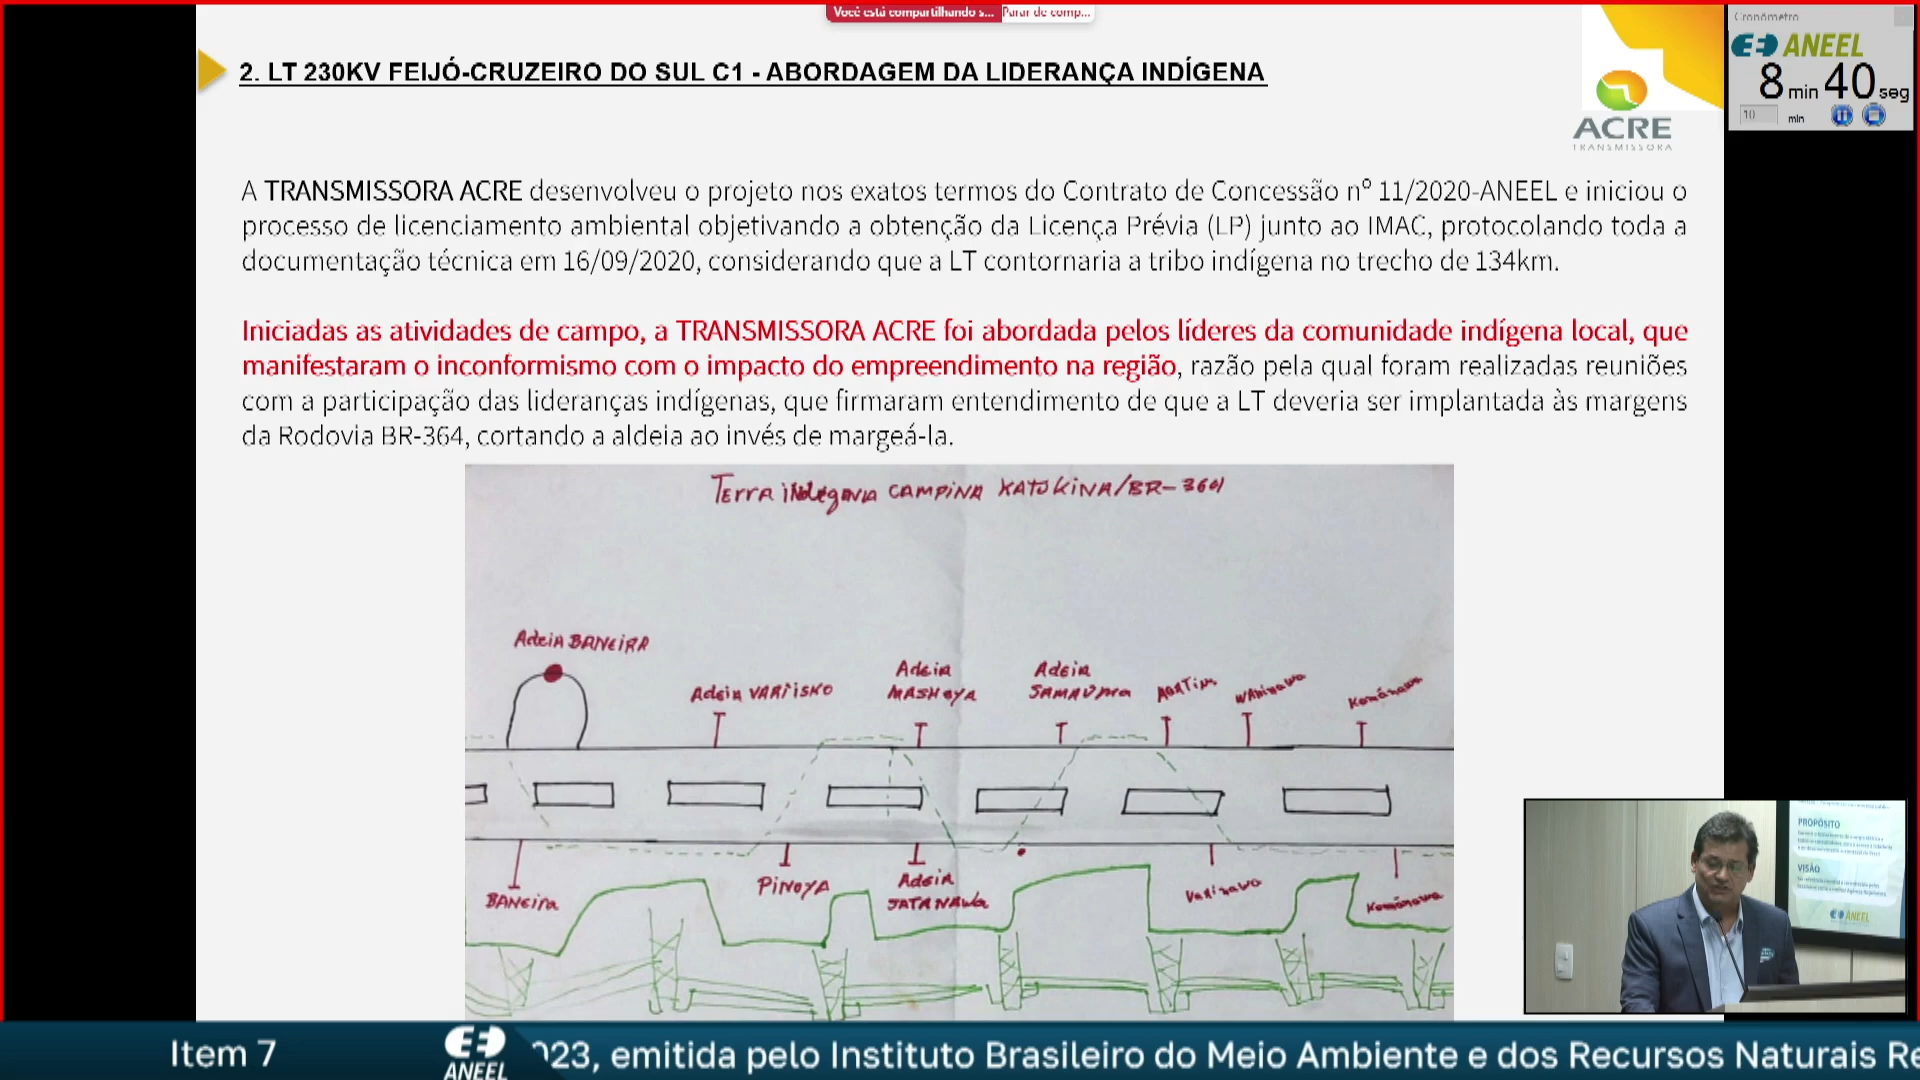 Você está compartilhando s... Parar de comp...
Cronômetro
ANEEL
8 min 40 seg
10 min
2. LT 230KV FEIJÓ-CRUZEIRO DO SUL C1 - ABORDAGEM DA LIDERANÇA INDÍGENA
ACRE
TRANSMISSORA
A TRANSMISSORA ACRE desenvolveu o projeto nos exatos termos do Contrato de Concessão nº 11/2020-ANEEL e iniciou o
processo de licenciamento ambiental objetivando a obtenção da Licença Prévia (LP) junto ao IMAC, protocolando toda a
documentação técnica em 16/09/2020, considerando que a LT contornaria a tribo indígena no trecho de 134km.
Iniciadas as atividades de campo, a TRANSMISSORA ACRE foi abordada pelos líderes da comunidade indígena local, que
manifestaram o inconformismo com o impacto do empreendimento na região, razão pela qual foram realizadas reuniões
com a participação das lideranças indígenas, que firmaram entendimento de que a LT deveria ser implantada às margens
da Rodovia BR-364, cortando a aldeia ao invés de margeá-la.
TERRA CAMPINA KATUKINA/BR-364
AdeiA BANEIRA
AdeiA VARiiSKO
AdeiA
MASHEYA
AdeiA
SAMAUMA
KAMÁNAWA
BANEIRA
PINOYA
AdeiA
SATANAWA
VARINAWA
KAMÁNAWA
PROPÓSITO
VISÃO
ANEEL
Item 7
ANEEL
023, emitida pelo Instituto Brasileiro do Meio Ambiente e dos Recursos Naturais Re